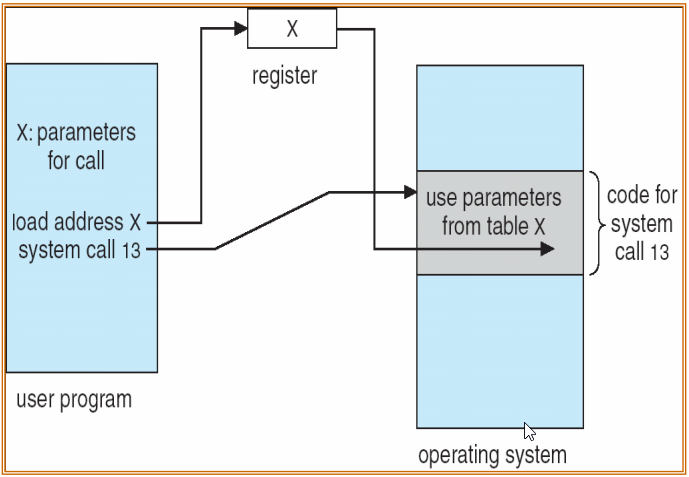 X
register
X: parameters
for call
load address X
system call 13
use parameters
from table X
code for
system
call 13
user program
operating system